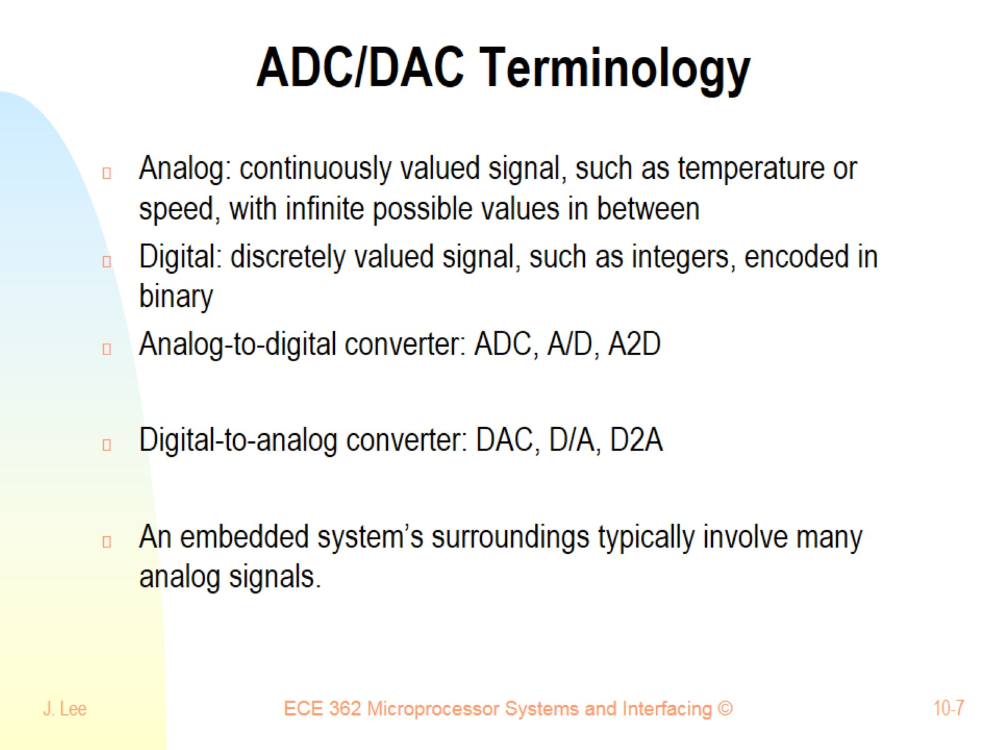 ADC/DAC Terminology
Analog: continuously valued signal, such as temperature or
speed, with infinite possible values in between
Digital: discretely valued signal, such as integers, encoded in
binary
Analog-to-digital converter: ADC, A/D, A2D
Digital-to-analog converter: DAC, D/A, D2A
An embedded system’s surroundings typically involve many
analog signals.
J. Lee
ECE 362 Microprocessor Systems and Interfacing ©
10-7